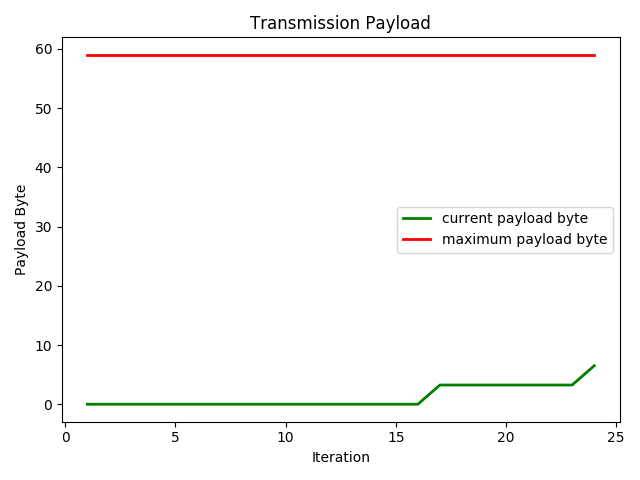 Transmission Payload
60
50
40
30
20
10
0
Payload Byte
current payload byte
maximum payload byte
0 5 10 15 20 25
Iteration